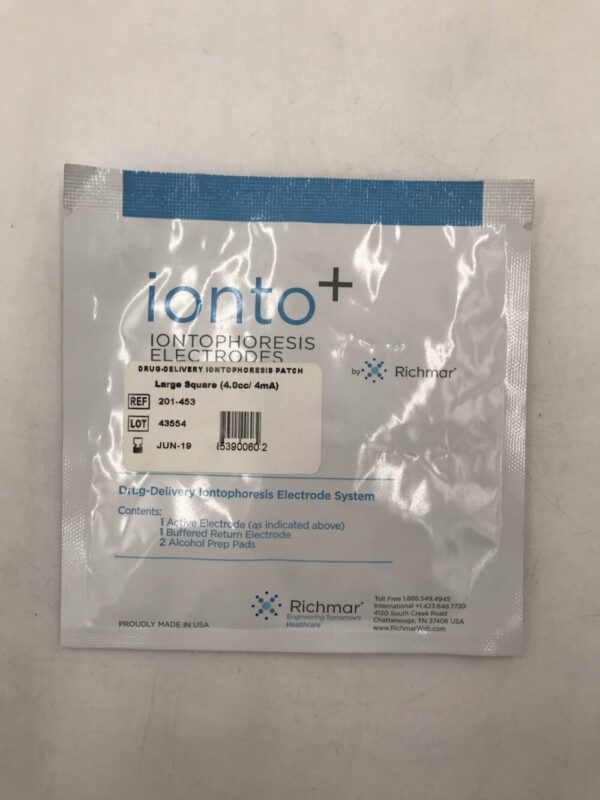 ionto+
IONTOPHORESIS
ELECTRODES
by Richmar®
DRUG-DELIVERY IONTOPHORESIS PATCH
Large Square (4.0cc/ 4mA)
REF 201-453
LOT 43554
JUN-19
Drug-Delivery Iontophoresis Electrode System
Contents:
1 Active Electrode (as indicated above)
1 Buffered Return Electrode
2 Alcohol Prep Pads
PROUDLY MADE IN USA
Richmar®
Engineering Tomorrow's
Healthcare
Toll Free 1.888.549.4945
International +1.423.648.7730
4120 South Creek Road
Chattanooga, TN 37406 USA
www.RichmarWeb.com